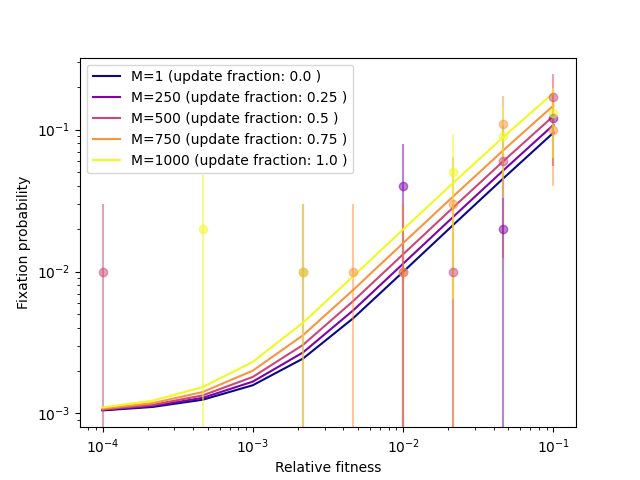 M=1 (update fraction: 0.0 )
M=250 (update fraction: 0.25 )
M=500 (update fraction: 0.5 )
M=750 (update fraction: 0.75 )
M=1000 (update fraction: 1.0 )
Fixation probability
10⁻¹
10⁻²
10⁻³
10⁻⁴ 10⁻³ 10⁻² 10⁻¹
Relative fitness